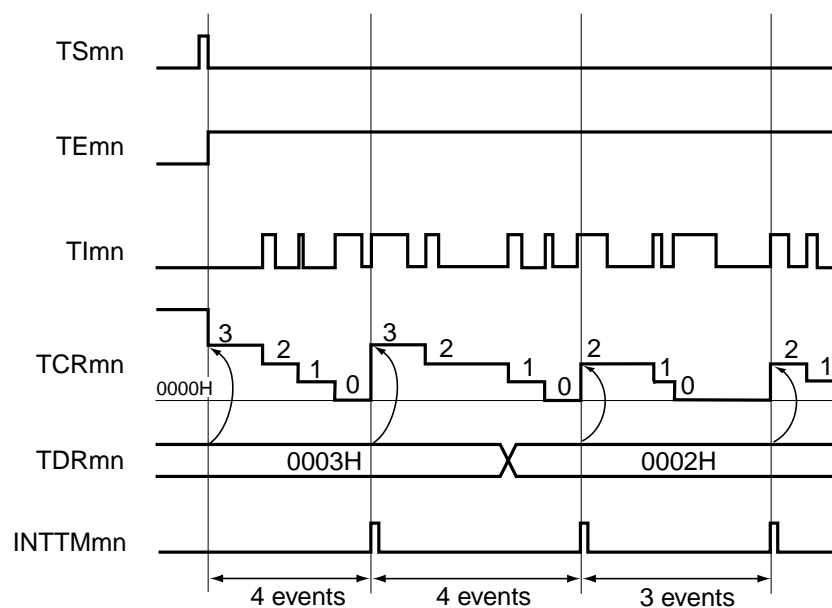 TSmn
TEmn
TImn
TCRmn
3 2 1 0 3 2 1 0 2 1 0 2 1
0000H
TDRmn
0003H 0002H
INTTMmn
4 events 4 events 3 events